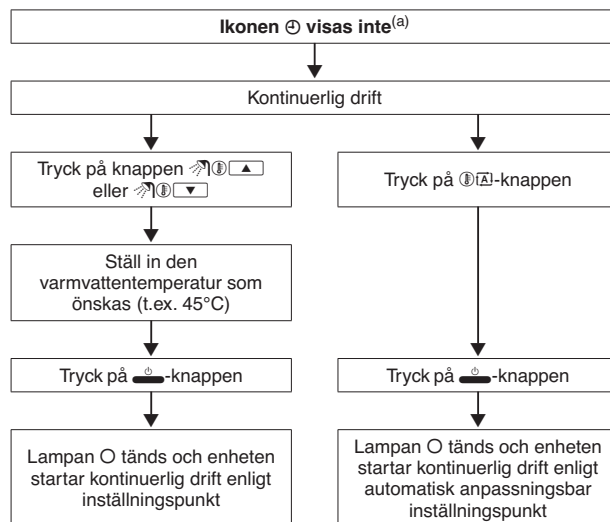 Ikonen ⏲ visas inte(a)
Kontinuerlig drift
Tryck på knappen ▲
eller ▼
Ställ in den
varmvattentemperatur som
önskas (t.ex. 45°C)
Tryck på ⏻-knappen
Lampan O tänds och enheten
startar kontinuerlig drift enligt
inställningspunkt
Tryck på A-knappen
Tryck på ⏻-knappen
Lampan O tänds och enheten
startar kontinuerlig drift enligt
automatisk anpassningsbar
inställningspunkt